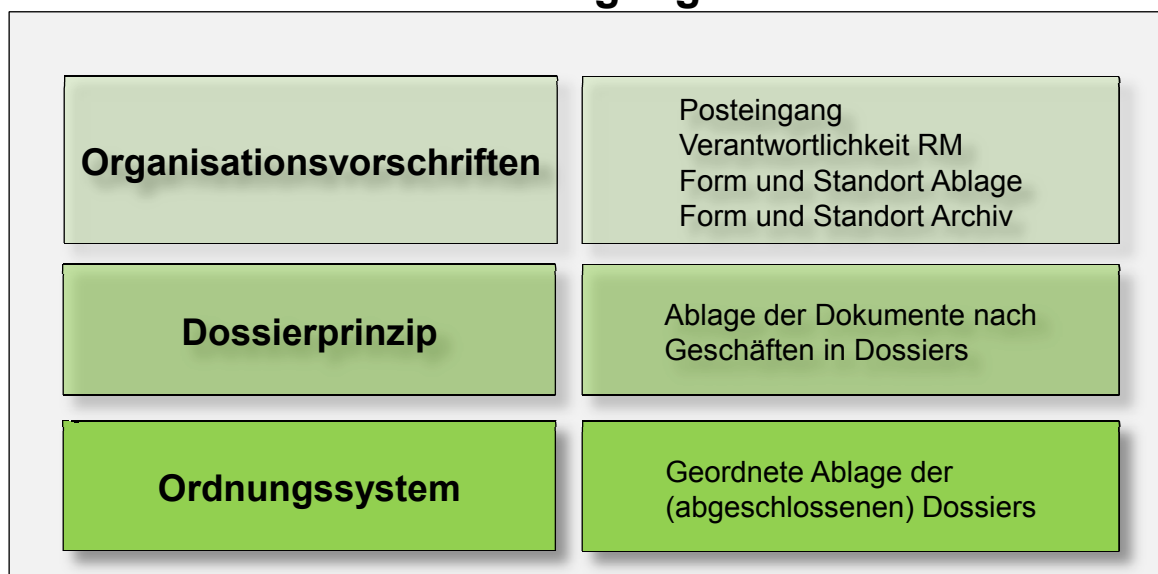 Organisationsvorschriften
Posteingang
Verantwortlichkeit RM
Form und Standort Ablage
Form und Standort Archiv
Dossierprinzip
Ablage der Dokumente nach
Geschäften in Dossiers
Ordnungssystem
Geordnete Ablage der
(abgeschlossenen) Dossiers